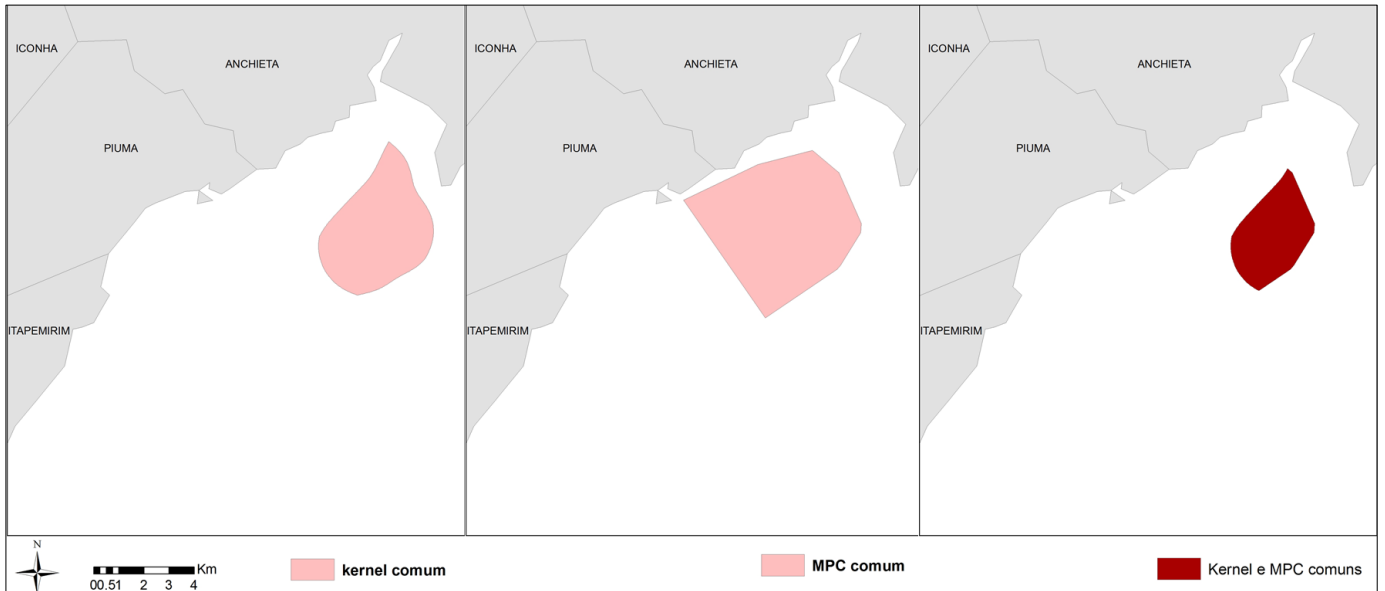 ICONHA
ANCHIETA
PIUMA
ITAPEMIRIM
ICONHA
ANCHIETA
PIUMA
ITAPEMIRIM
ICONHA
ANCHIETA
PIUMA
ITAPEMIRIM
N
Km
00.51 2 3 4
kernel comum
MPC comum
Kernel e MPC comuns